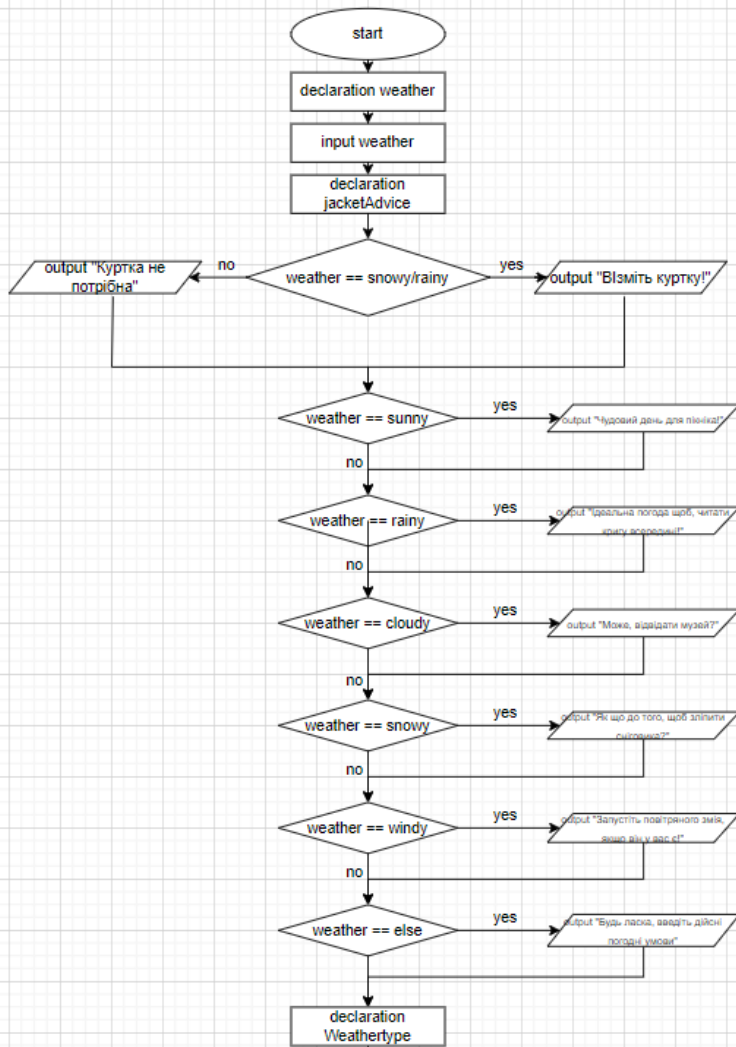 start
declaration weather
input weather
declaration
jacketAdvice
output "Куртка не
потрібна"
no
weather == snowy/rainy
yes
output "Візміть куртку!"
weather == sunny
yes
output "Чудовий день для пікніка!"
no
weather == rainy
yes
output "Ідеальна погода щоб, читати
книгу всередині!"
no
weather == cloudy
yes
output "Може, відвідати музей?"
no
weather == snowy
yes
output "Як що до того, щоб зліпити
сніговика?"
no
weather == windy
yes
output "Запустіть повітряного змія,
якщо він у вас є!"
no
weather == else
yes
output "Будь ласка, введіть дійсні
погодні умови"
declaration
Weathertype